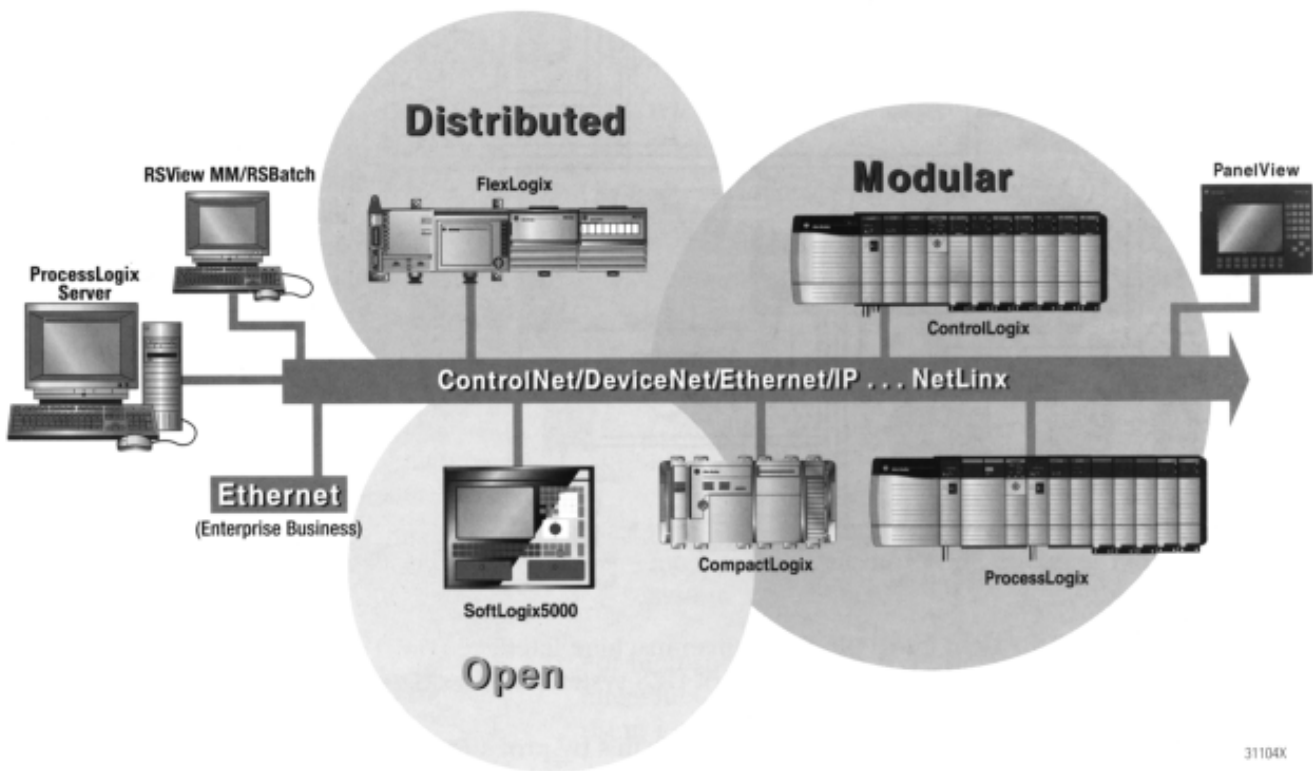 Distributed
RSView MM/RSBatch
FlexLogix
Modular
PanelView
ProcessLogix
Server
ControlLogix
ControlNet/DeviceNet/Ethernet/IP . . . NetLinx
Ethernet
(Enterprise Business)
CompactLogix
ProcessLogix
SoftLogix5000
Open
31104X